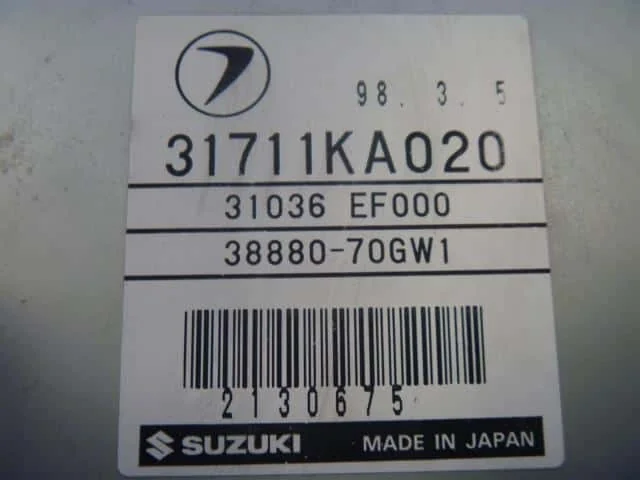 98. 3. 5
31711KA020
31036 EF000
38880-70GW1
2130675
SUZUKI MADE IN JAPAN